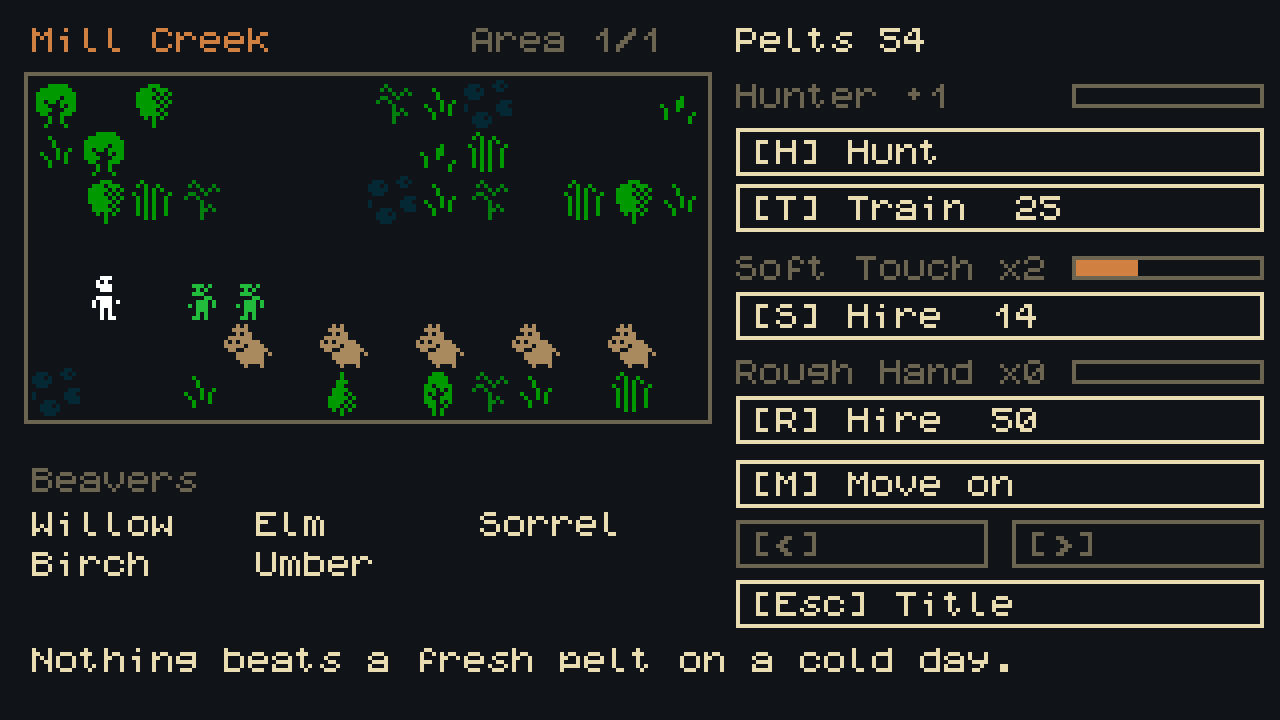 Mill Creek Area 1/1 Pelts 54
Hunter +1
[H] Hunt
[T] Train 25
Soft Touch x2
[S] Hire 14
Rough Hand x0
[R] Hire 50
[M] Move on
[<] [>]
[Esc] Title
Beavers
Willow Elm Sorrel
Birch Umber
Nothing beats a fresh pelt on a cold day.